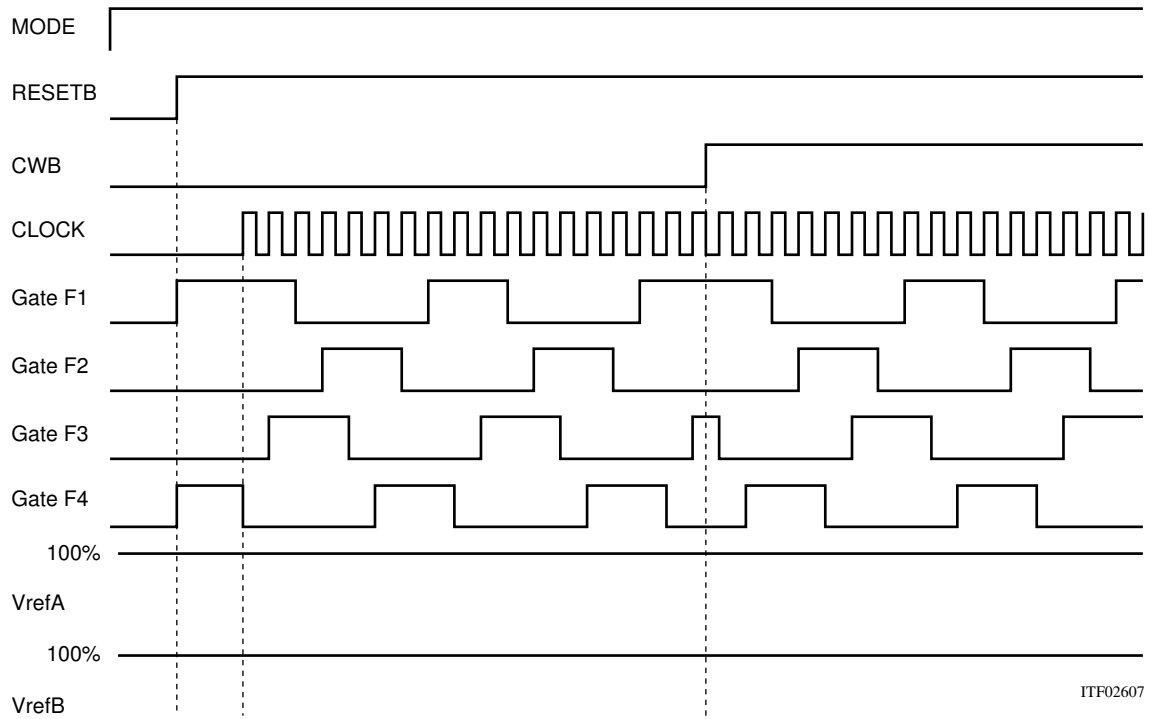 MODE
RESETB
CWB
CLOCK
Gate F1
Gate F2
Gate F3
Gate F4
100%
VrefA
100%
VrefB
ITF02607